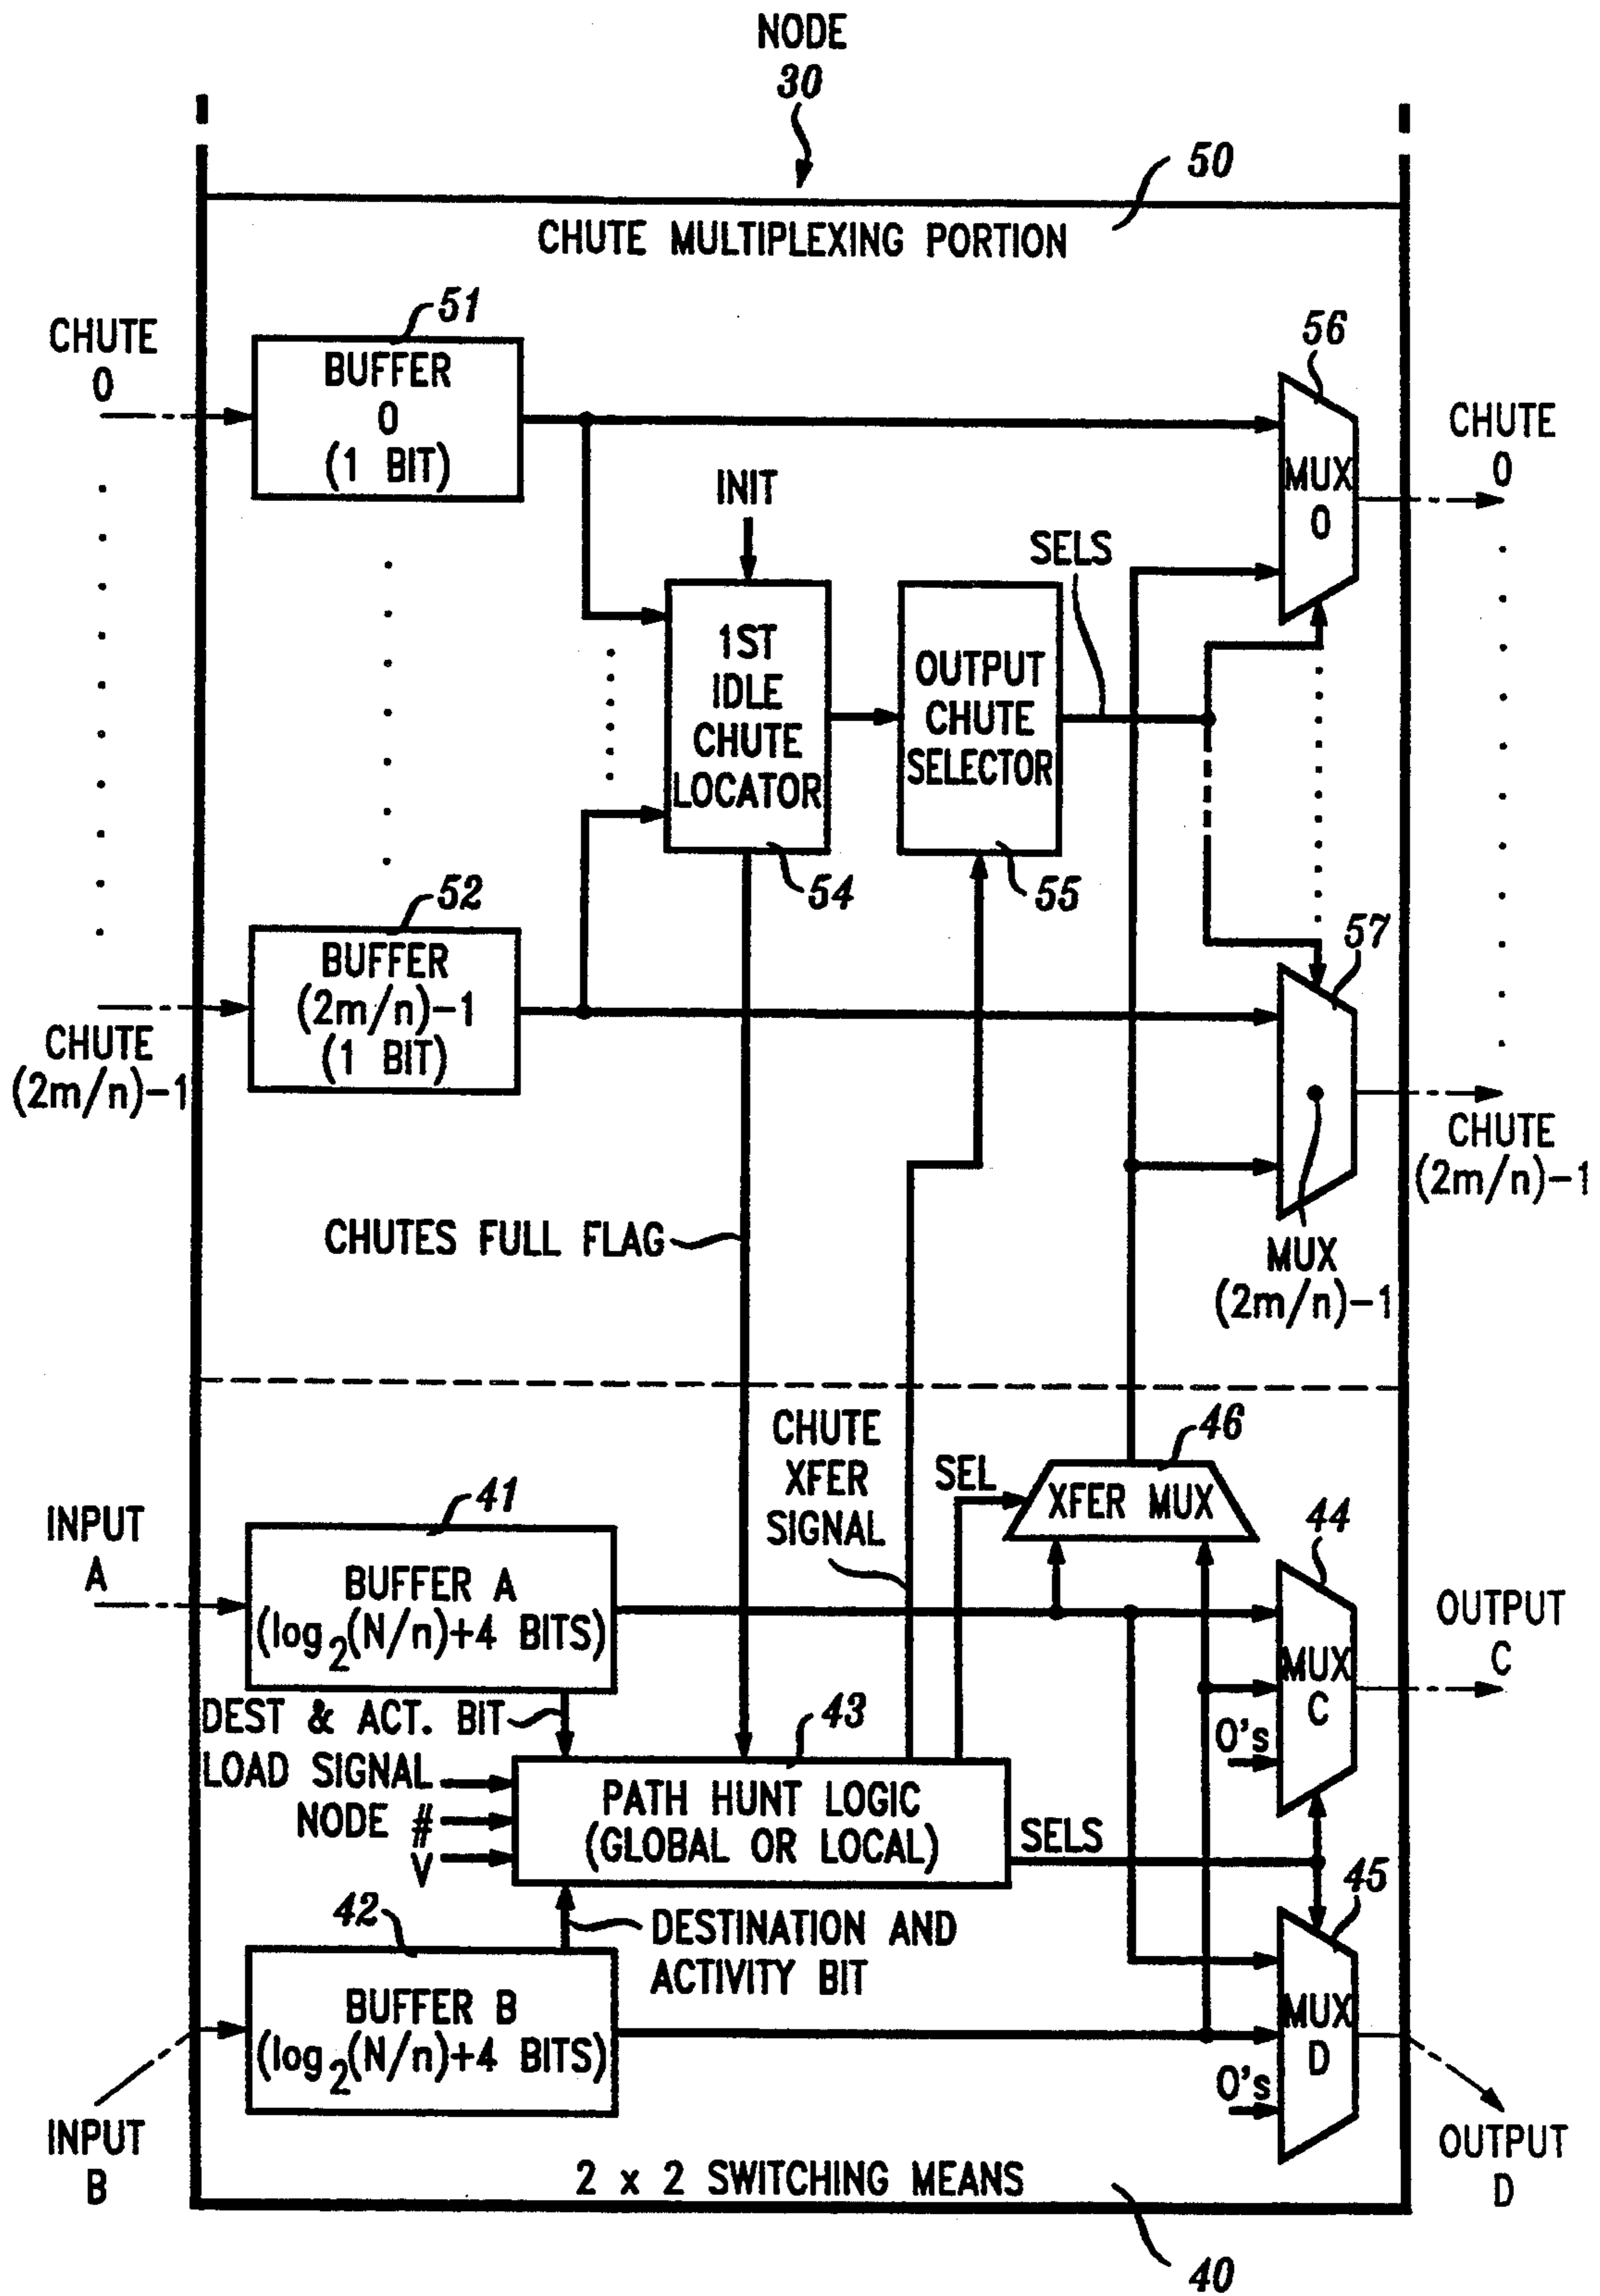 NODE
30
50
CHUTE MULTIPLEXING PORTION
51
CHUTE
0
BUFFER
0
(1 BIT)
56
MUX
0
CHUTE
0
INIT
SELS
1ST
IDLE
CHUTE
LOCATOR
54
OUTPUT
CHUTE
SELECTOR
55
52
BUFFER
(2m/n)-1
(1 BIT)
CHUTE
(2m/n)-1
57
CHUTE
(2m/n)-1
MUX
(2m/n)-1
CHUTES FULL FLAG
CHUTE
XFER
SIGNAL
SEL
46
XFER MUX
41
INPUT
A
BUFFER A
(log2(N/n)+4 BITS)
44
MUX
C
0's
OUTPUT
C
DEST & ACT. BIT
LOAD SIGNAL
NODE #
V
43
PATH HUNT LOGIC
(GLOBAL OR LOCAL)
SELS
45
42
DESTINATION AND
ACTIVITY BIT
BUFFER B
(log2(N/n)+4 BITS)
MUX
D
0's
INPUT
B
OUTPUT
D
2 x 2 SWITCHING MEANS
40